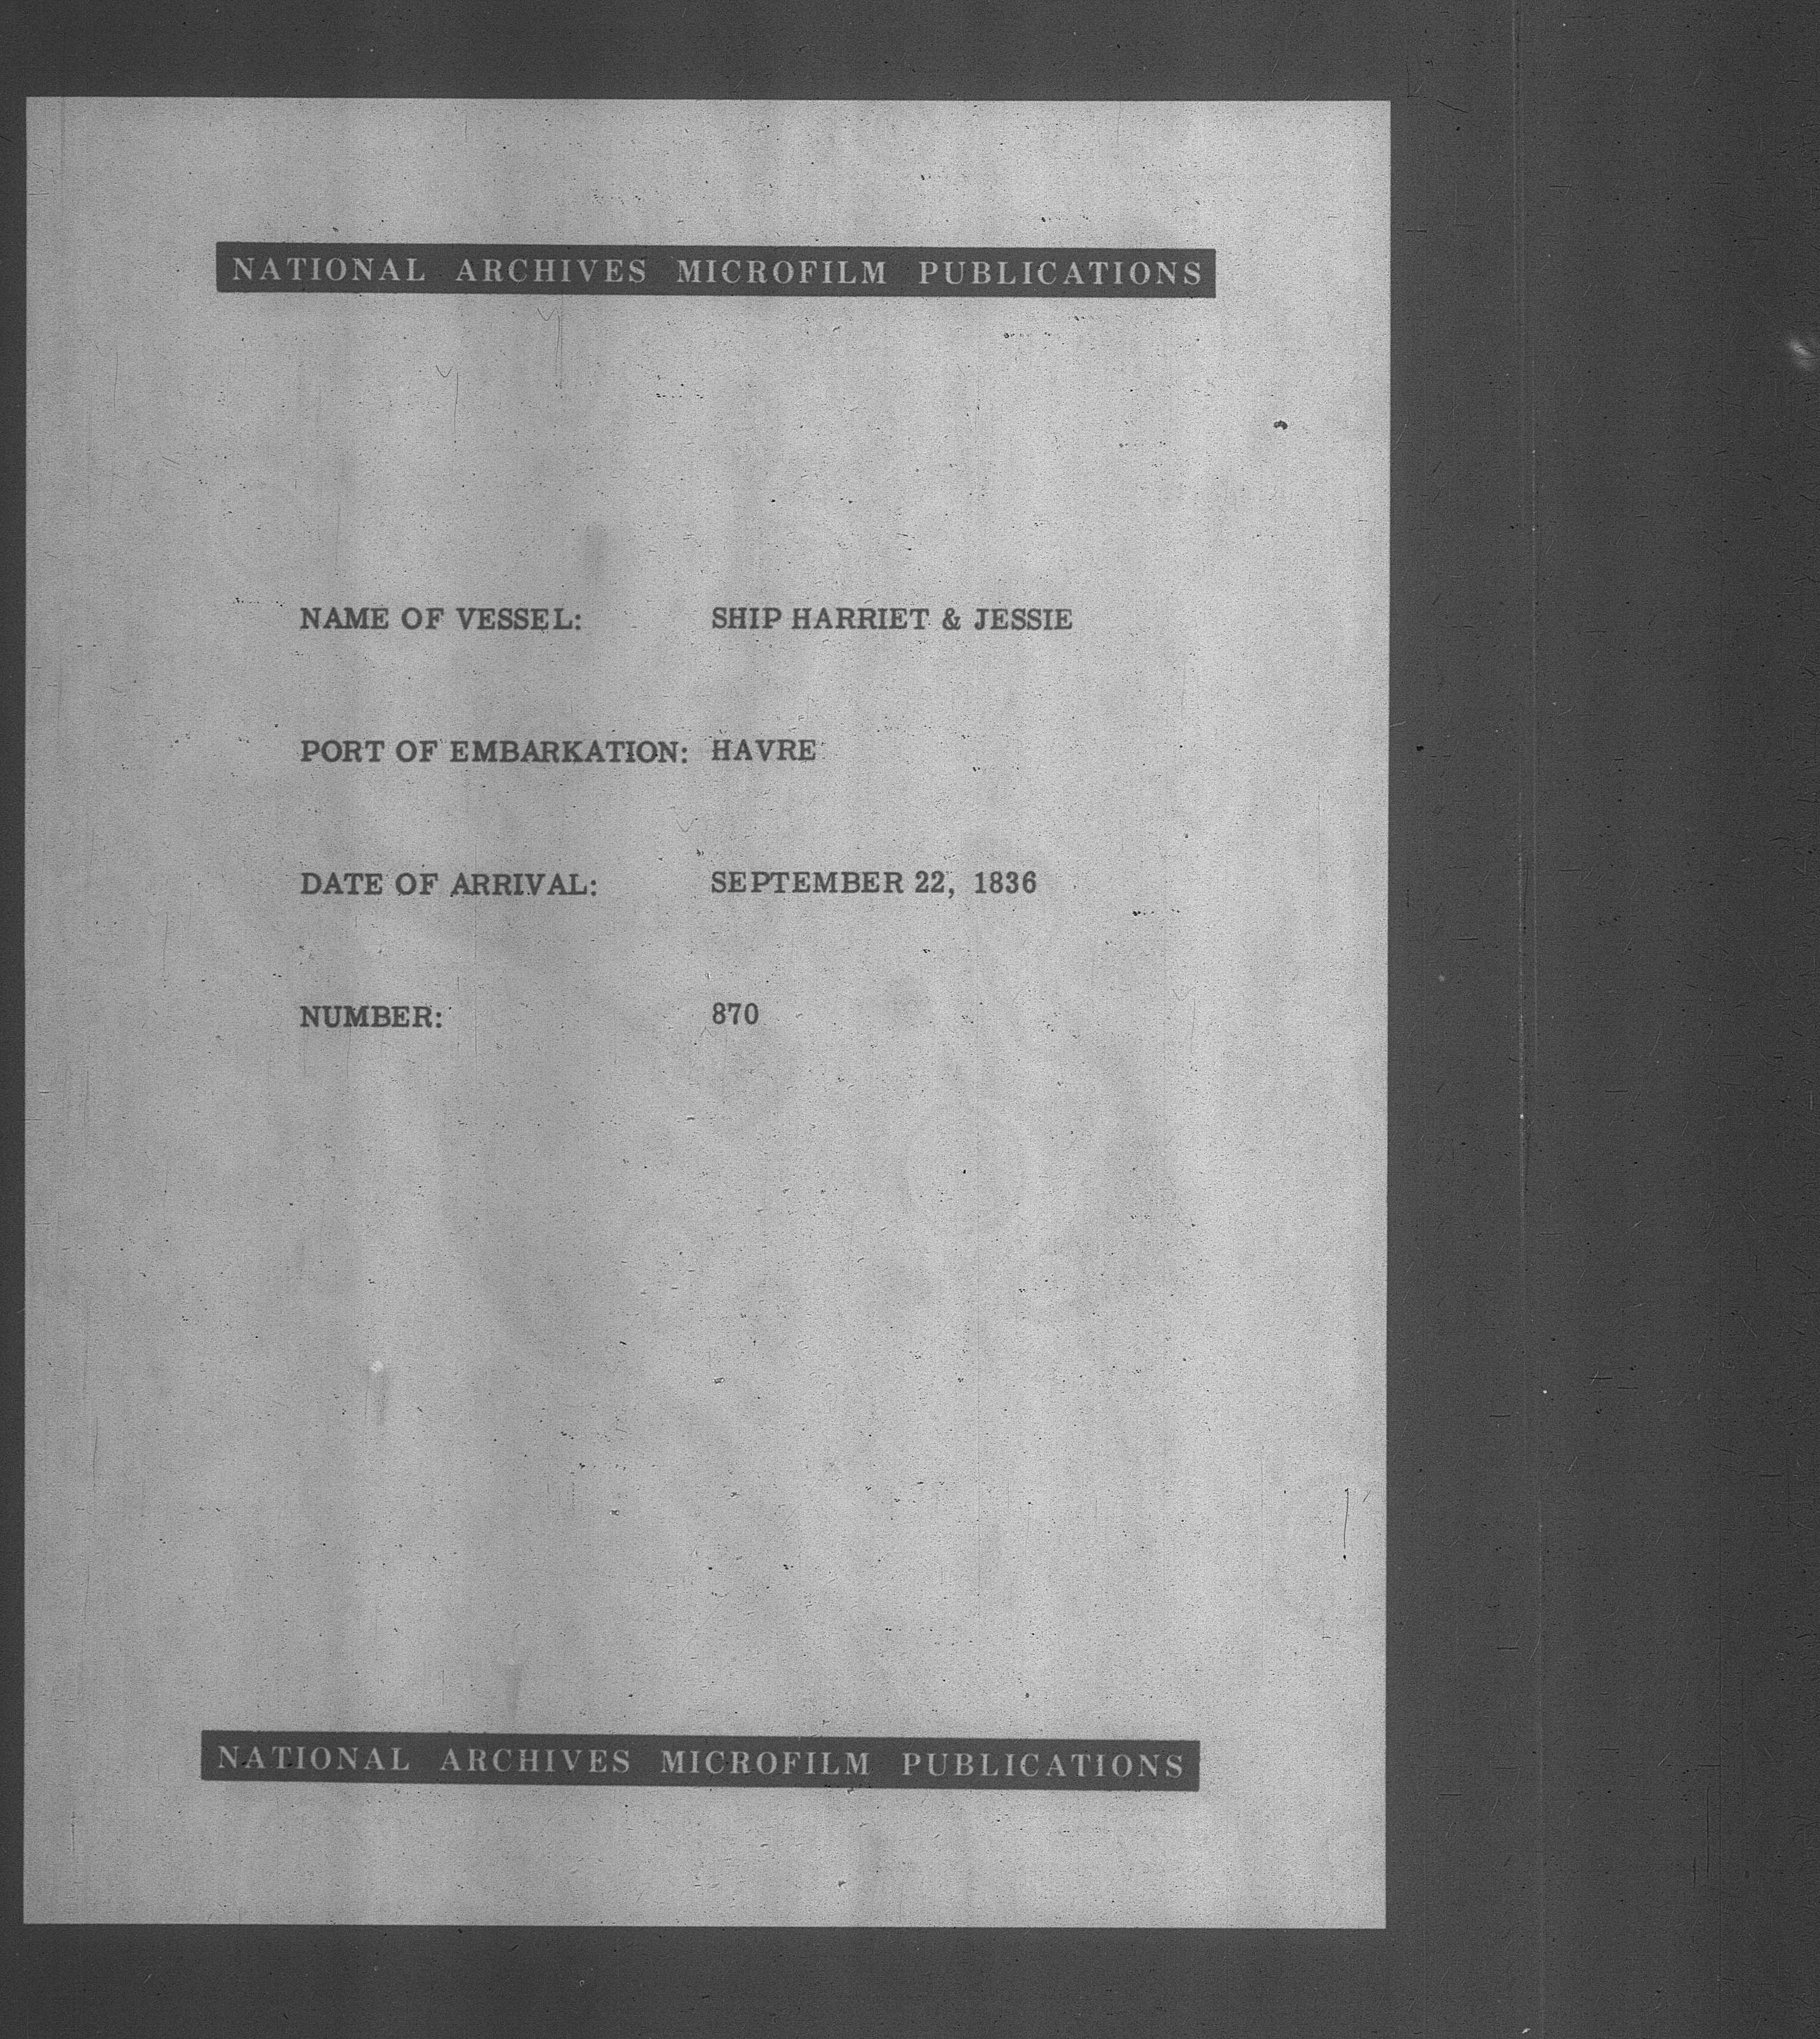 NATIONAL ARCHIVES MICROFILM PUBLICATIONS
NAME OF VESSEL: SHIP HARRIET & JESSIE
PORT OF EMBARKATION: HAVRE
DATE OF ARRIVAL: SEPTEMBER 22, 1836
NUMBER: 870
NATIONAL ARCHIVES MICROFILM PUBLICATIONS